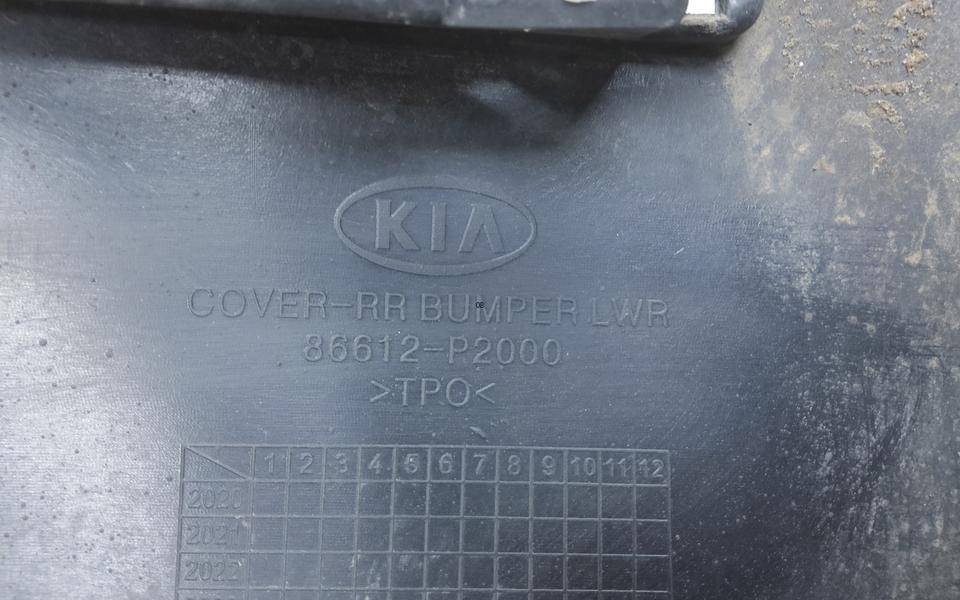 KIA
COVER-RR BUMPER LWR
86612-P2000
>TPO<
1 2 3 4 5 6 7 8 9 10 11 12
2020
2021
2022